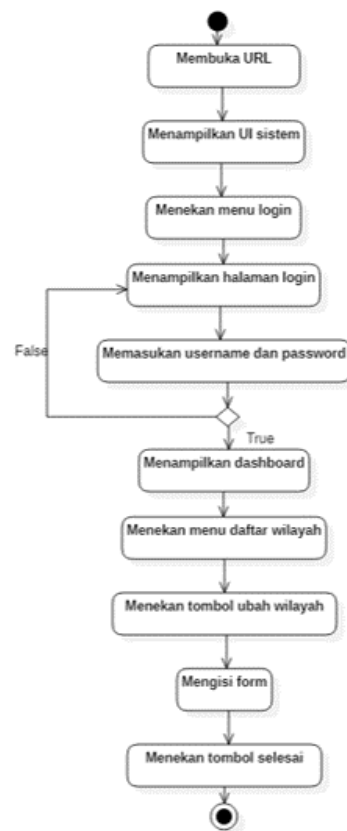 Membuka URL
Menampilkan UI sistem
Menekan menu login
Menampilkan halaman login
False
Memasukan username dan password
True
Menampilkan dashboard
Menekan menu daftar wilayah
Menekan tombol ubah wilayah
Mengisi form
Menekan tombol selesai